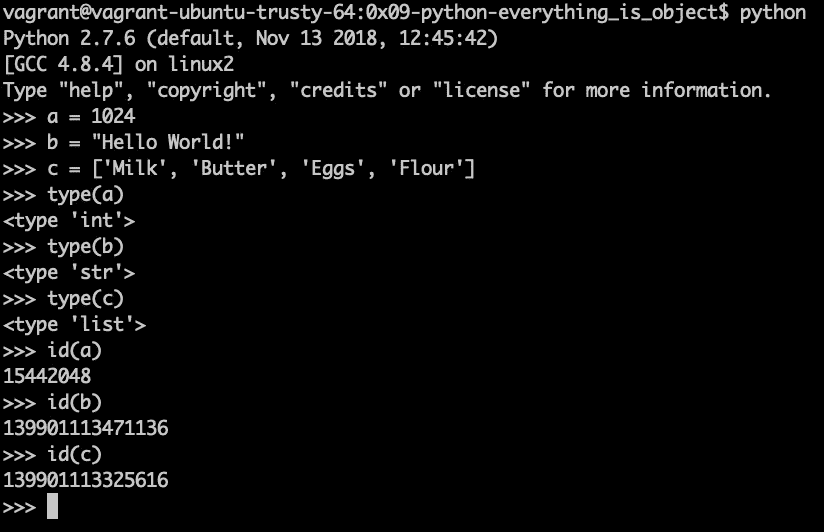 vagrant@vagrant-ubuntu-trusty-64:0x09-python-everything_is_object$ python
Python 2.7.6 (default, Nov 13 2018, 12:45:42)
[GCC 4.8.4] on linux2
Type "help", "copyright", "credits" or "license" for more information.
>>> a = 1024
>>> b = "Hello World!"
>>> c = ['Milk', 'Butter', 'Eggs', 'Flour']
>>> type(a)
<type 'int'>
>>> type(b)
<type 'str'>
>>> type(c)
<type 'list'>
>>> id(a)
15442048
>>> id(b)
139901113471136
>>> id(c)
139901113325616
>>>